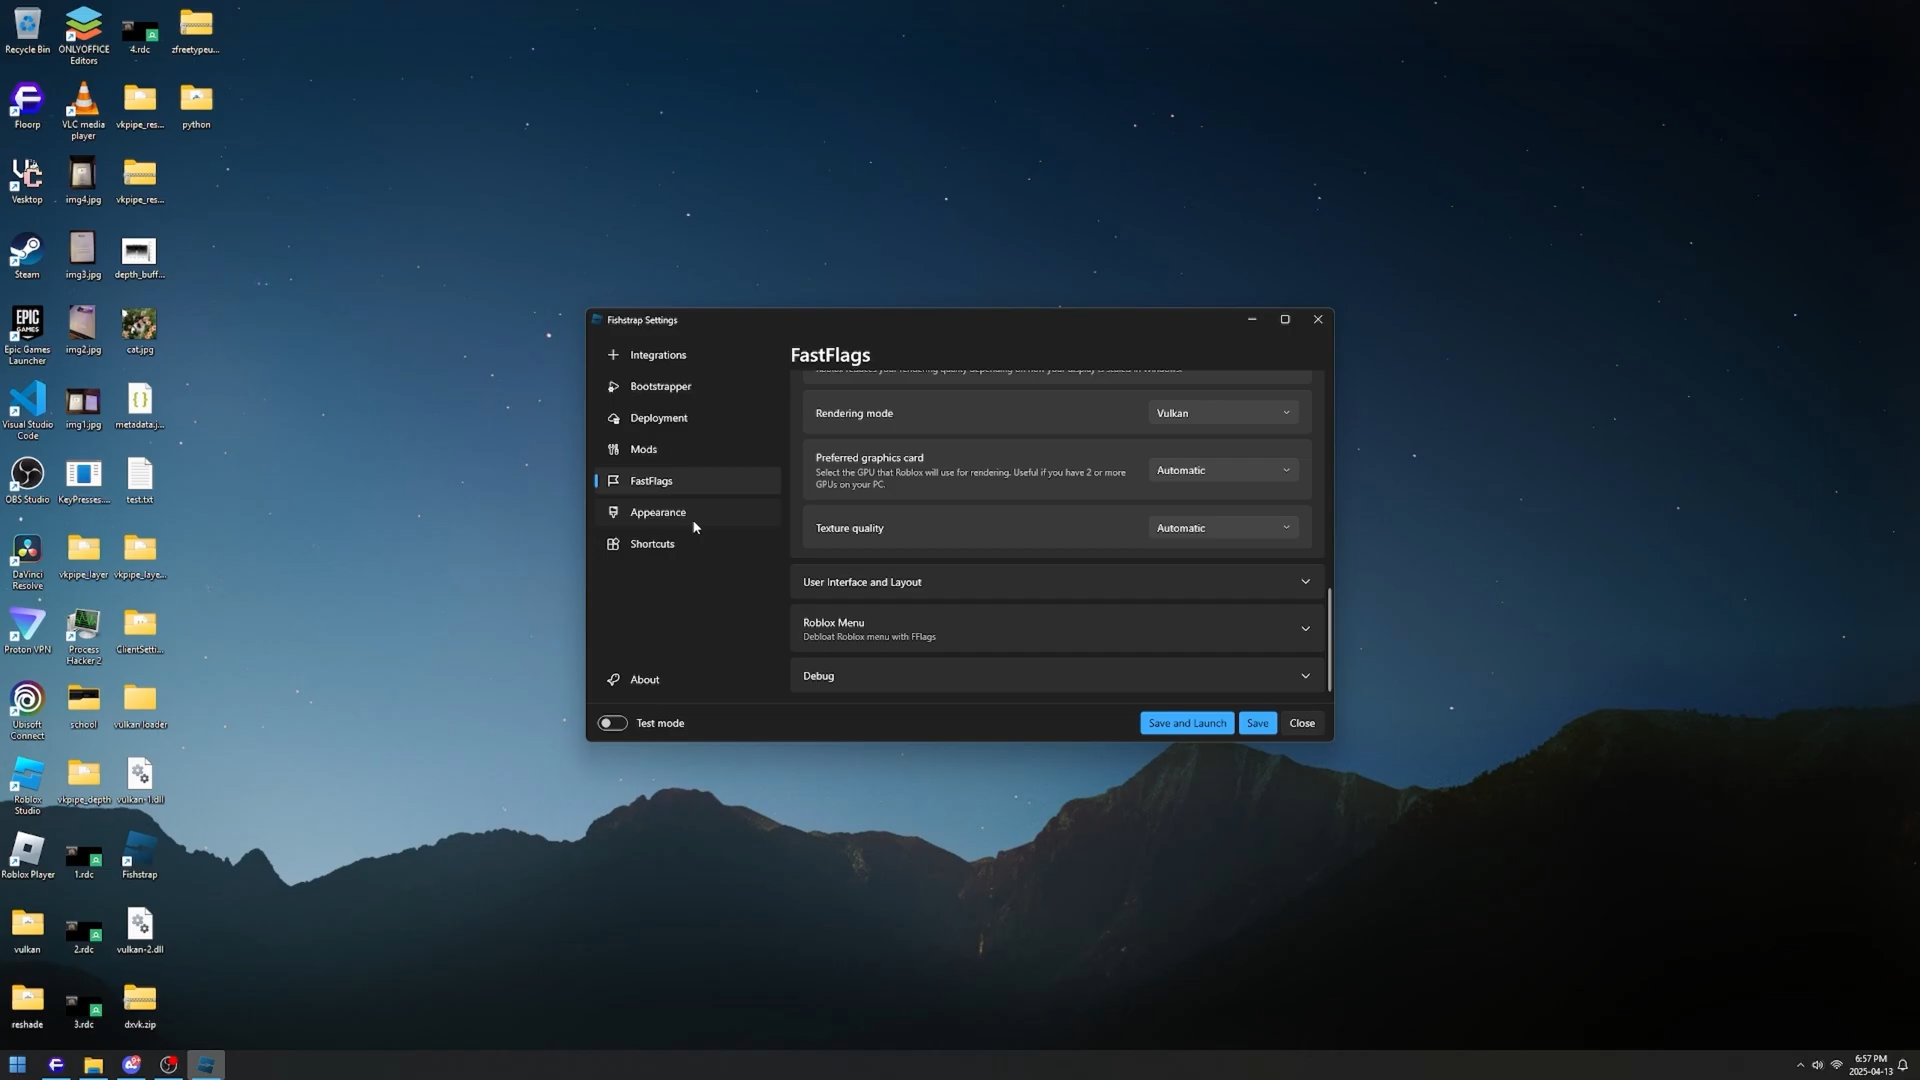 Recycle Bin
ONLYOFFICE
Editors
4.rdc
zfreetypeu...
Floorp
VLC media
player
vkpipe_res...
python
Vesktop
img4.jpg
vkpipe_res...
Steam
img3.jpg
depth_buff...
Epic Games
Launcher
img2.jpg
cat.jpg
Visual Studio
Code
img1.jpg
metadata.j...
OBS Studio
KeyPresses....
test.txt
DaVinci
Resolve
vkpipe_layer
vkpipe_laye...
Proton VPN
Process
Hacker 2
ClientSetti...
Ubisoft
Connect
school
vulkan loader
Roblox
Studio
vkpipe_depth
vulkan-1.dll
Roblox Player
1.rdc
Fishstrap
vulkan
2.rdc
vulkan-2.dll
reshade
3.rdc
dxvk.zip
Fishstrap Settings
Integrations
Bootstrapper
Deployment
Mods
FastFlags
Appearance
Shortcuts
About
Test mode
FastFlags
Rendering mode
Vulkan
Preferred graphics card
Select the GPU that Roblox will use for rendering. Useful if you have 2 or more
GPUs on your PC.
Automatic
Texture quality
Automatic
User Interface and Layout
Roblox Menu
Debloat Roblox menu with FFlags
Debug
Save and Launch
Save
Close
6:57 PM
2025-04-13